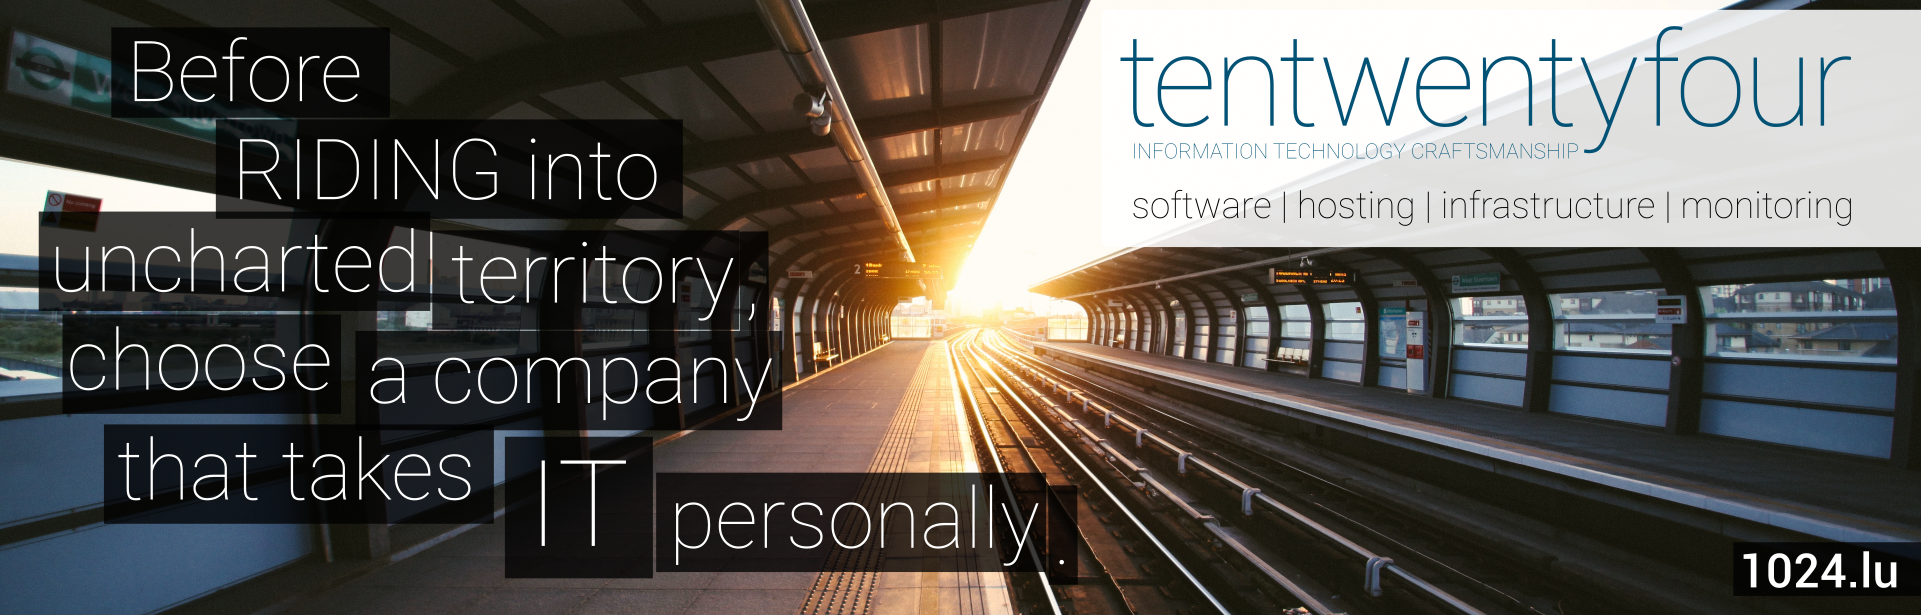 Before
RIDING into
uncharted territory,
choose a company
that takes IT personally.
tentwentyfour
INFORMATION TECHNOLOGY CRAFTSMANSHIP
software | hosting | infrastructure | monitoring
1024.lu
2